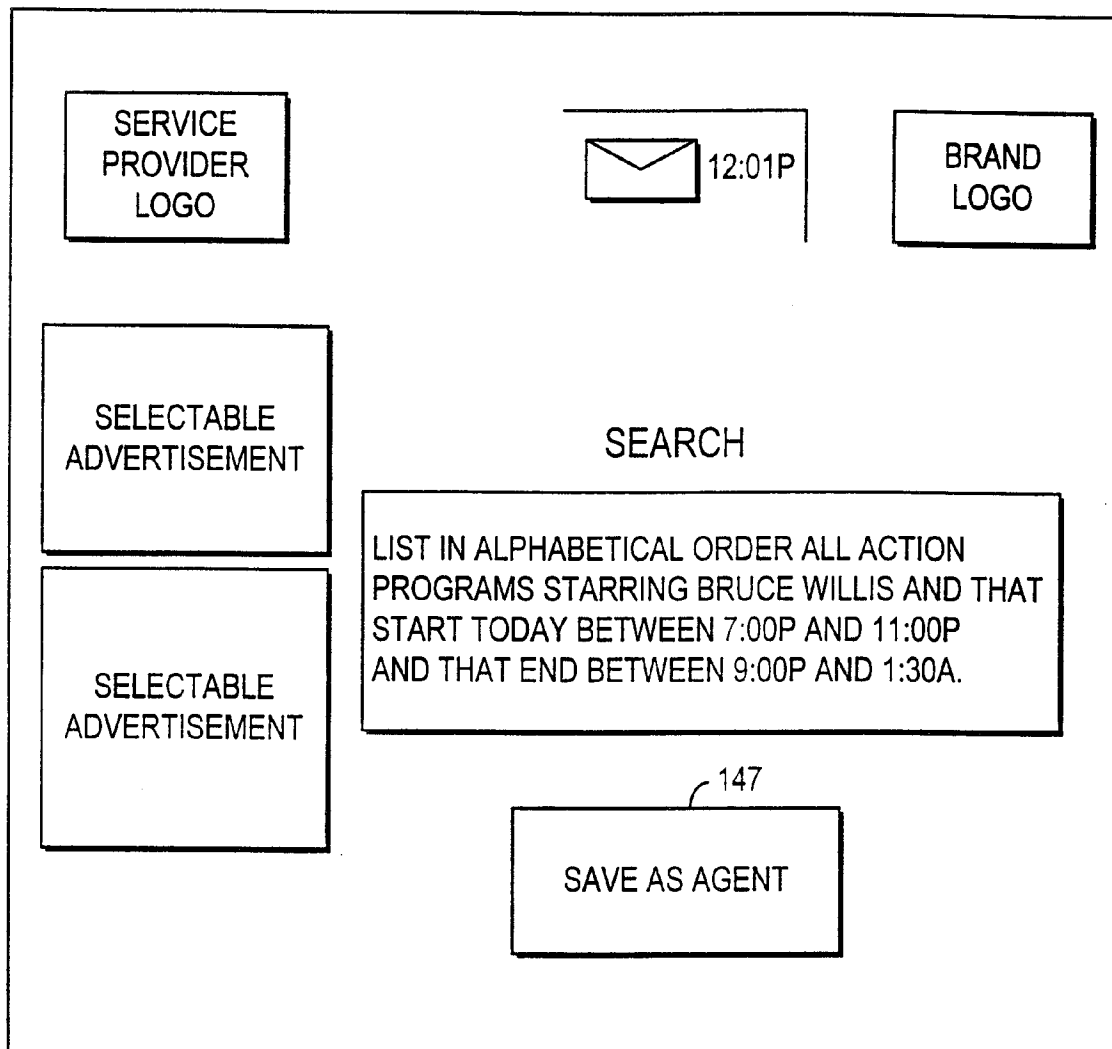 SERVICE
PROVIDER
LOGO
12:01P
BRAND
LOGO
SELECTABLE
ADVERTISEMENT
SEARCH
LIST IN ALPHABETICAL ORDER ALL ACTION
PROGRAMS STARRING BRUCE WILLIS AND THAT
START TODAY BETWEEN 7:00P AND 11:00P
AND THAT END BETWEEN 9:00P AND 1:30A.
SELECTABLE
ADVERTISEMENT
147
SAVE AS AGENT